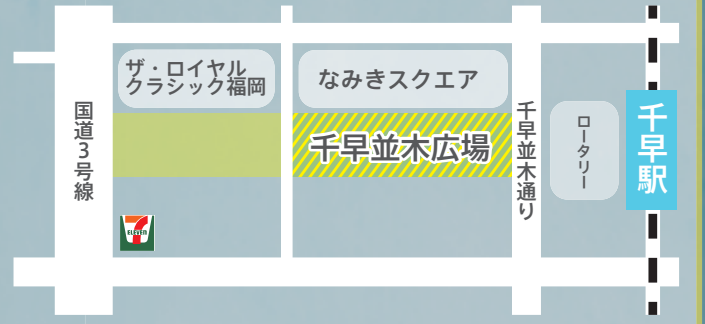 ザ・ロイヤル
クラシック福岡
なみきスクエア
国道3号線
千早並木広場
千早並木通り
ロータリー
千早駅
7
ELEVEn